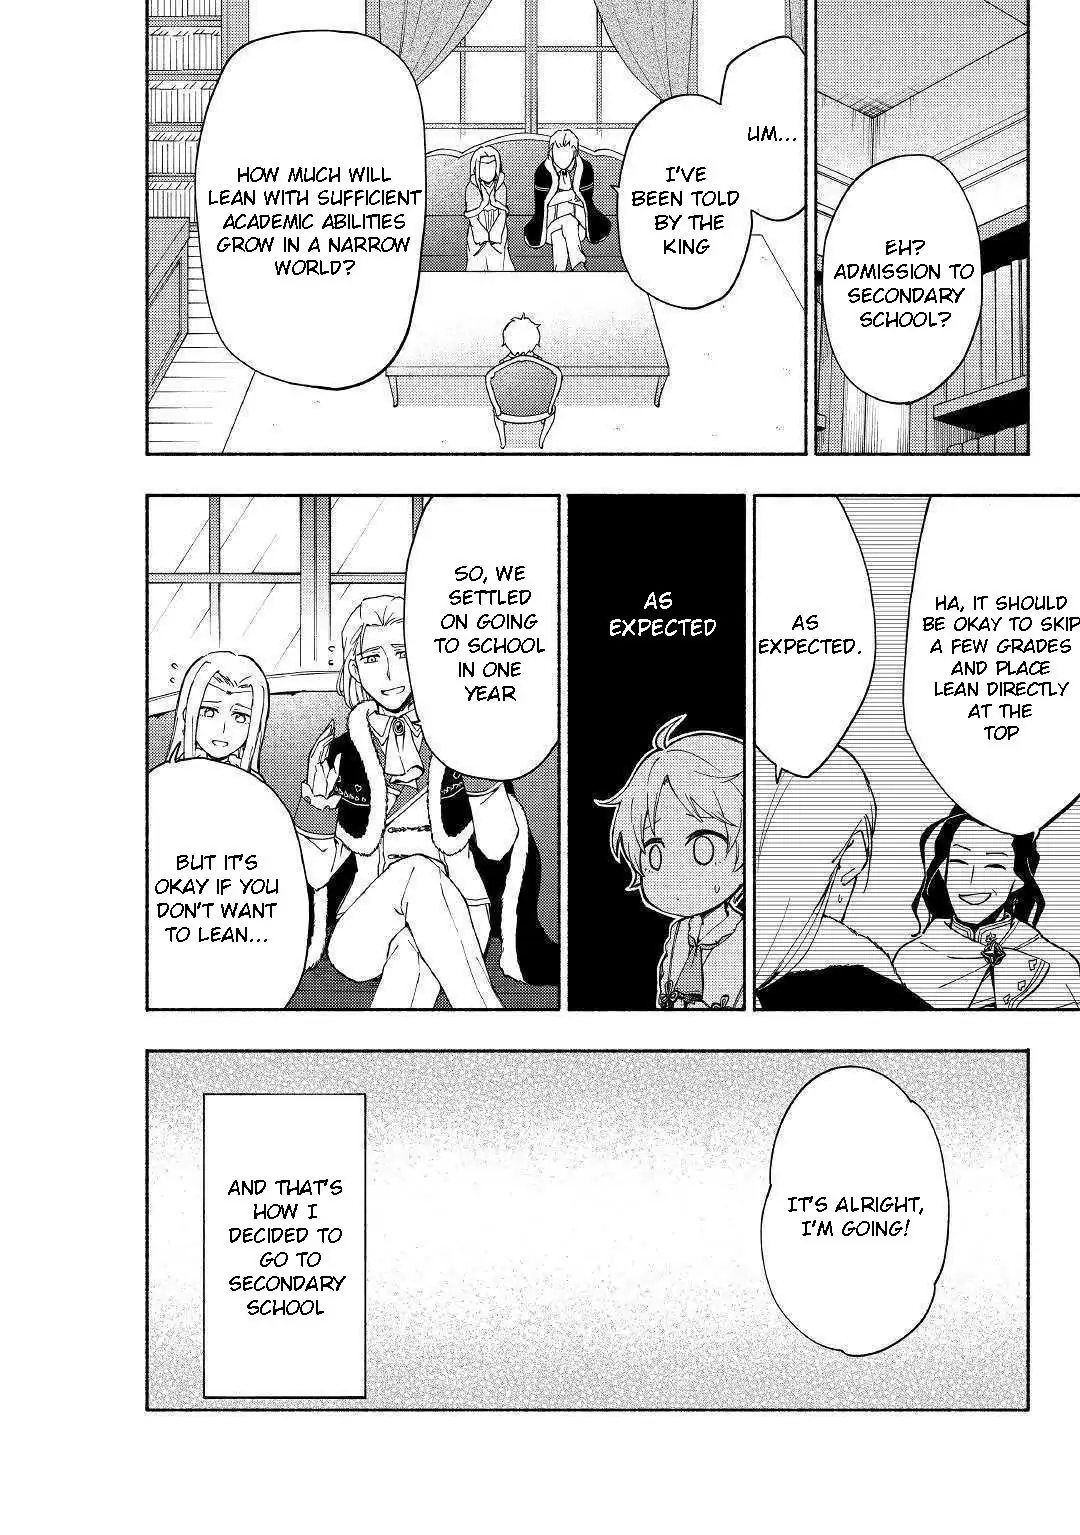 EH?
ADMISSION TO
SECONDARY
SCHOOL?
UM...
I'VE
BEEN TOLD
BY THE
KING
HOW MUCH WILL
LEAN WITH SUFFICIENT
ACADEMIC ABILITIES
GROW IN A NARROW
WORLD?
HA, IT SHOULD
BE OKAY TO SKIP
A FEW GRADES
AND PLACE
LEAN DIRECTLY
AT THE
TOP
AS
EXPECTED.
AS
EXPECTED
SO, WE
SETTLED
ON GOING
TO SCHOOL
IN ONE
YEAR
BUT IT'S
OKAY IF YOU
DON'T WANT
TO LEAN...
IT'S ALRIGHT,
I'M GOING!
AND THAT'S
HOW I
DECIDED TO
GO TO
SECONDARY
SCHOOL